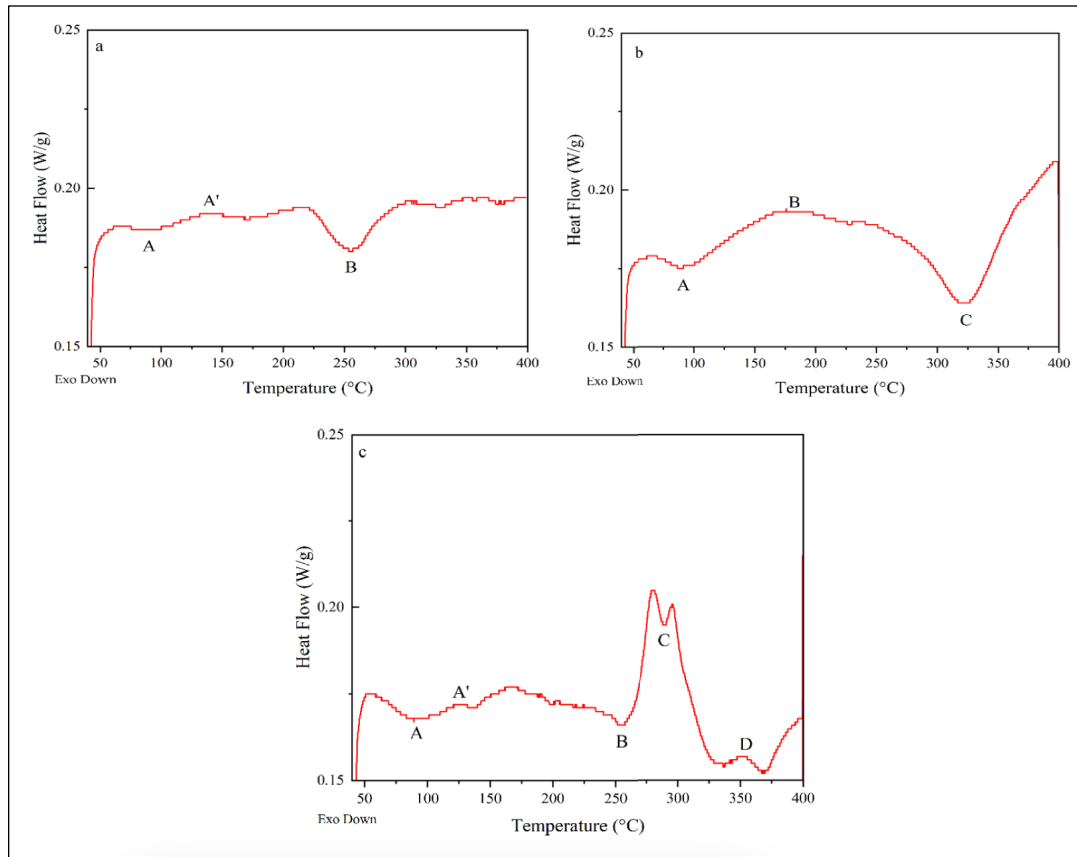 a
0.25
0.20
0.15
Heat Flow (W/g)
A
A'
B
50 100 150 200 250 300 350 400
Exo Down
Temperature (°C)
b
0.25
0.20
0.15
Heat Flow (W/g)
A
B
C
50 100 150 200 250 300 350 400
Exo Down
Temperature (°C)
c
0.25
0.20
0.15
Heat Flow (W/g)
A
A'
B
C
D
50 100 150 200 250 300 350 400
Exo Down
Temperature (°C)